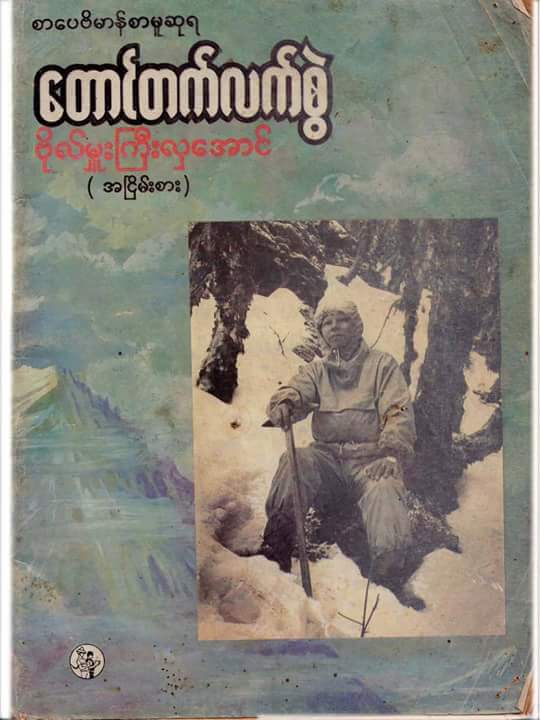 စာပေဗိမာန်စာမူဆုရ
တောင်တက်လက်စွဲ
ဗိုလ်မှူးကြီးလှအောင်
( အငြိမ်းစား )